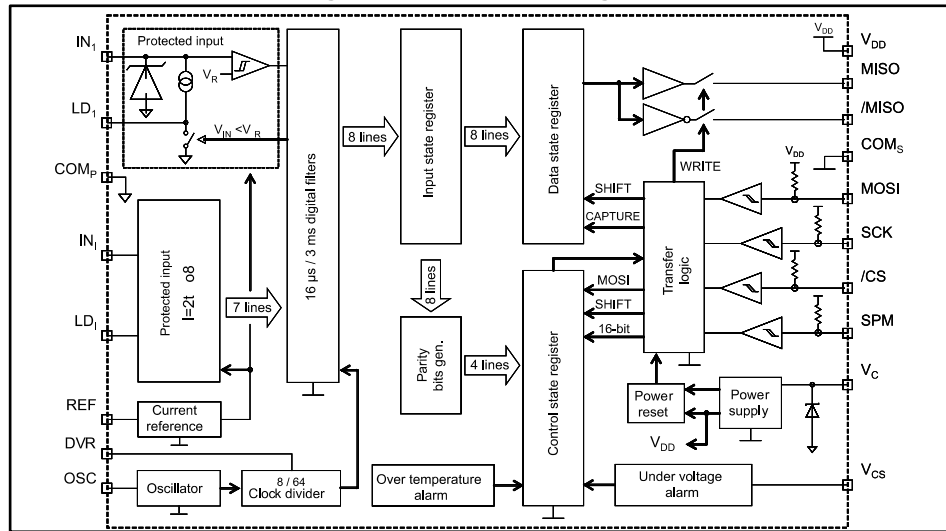 IN1
Protected input
VR
LD1
VIN <VR
COMP
INI
Protected input
I=2t o8
LDI
7 lines
REF
Current
reference
DVR
OSC
Oscillator
8 / 64
Clock divider
16 µs / 3 ms digital filters
8 lines
Input state register
8 lines
Data state register
8 lines
Parity
bits gen.
4 lines
Control state register
Over temperature
alarm
Under voltage
alarm
WRITE
SHIFT
CAPTURE
MOSI
SHIFT
16-bit
Transfer
logic
Power
reset
Power
supply
VDD
VDD
VDD
VDD
MISO
/MISO
COMS
MOSI
SCK
/CS
SPM
VC
VCS